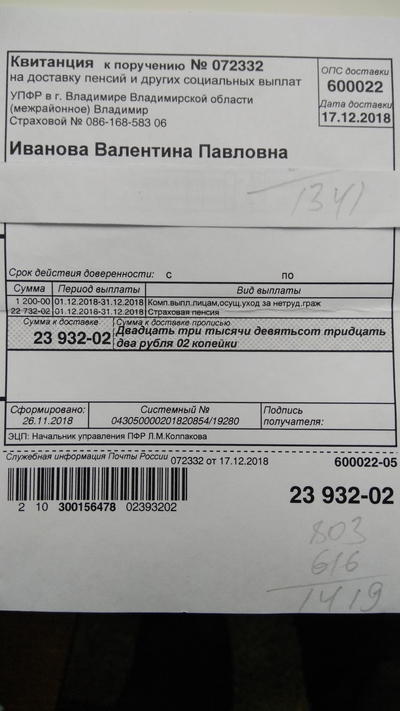 Квитанция к поручению № 072332
на доставку пенсий и других социальных выплат
УПФР в г. Владимире Владимирской области
(межрайонное) Владимир
Страховой № 086-168-583 06
ОПС доставки
600022
Дата доставки
17.12.2018
Иванова Валентина Павловна
1341
Срок действия доверенности: с по
Сумма Период выплаты Вид выплаты
1 200-00 01.12.2018-31.12.2018 Комп.выпл.лицам,осущ.уход за нетруд.граж
22 732-02 01.12.2018-31.12.2018 Страховая пенсия
Сумма к доставке Сумма к доставке прописью
23 932-02 Двадцать три тысячи девятьсот тридцать
два рубля 02 копейки
Сформировано: Системный № Подпись
26.11.2018 043050000201820854/19280 получателя:
ЭЦП: Начальник управления ПФР Л.М.Колпакова
Служебная информация Почты России 072332 от 17.12.2018 600022-05
2 10 300156478 02393202
23 932-02
803
616
1419